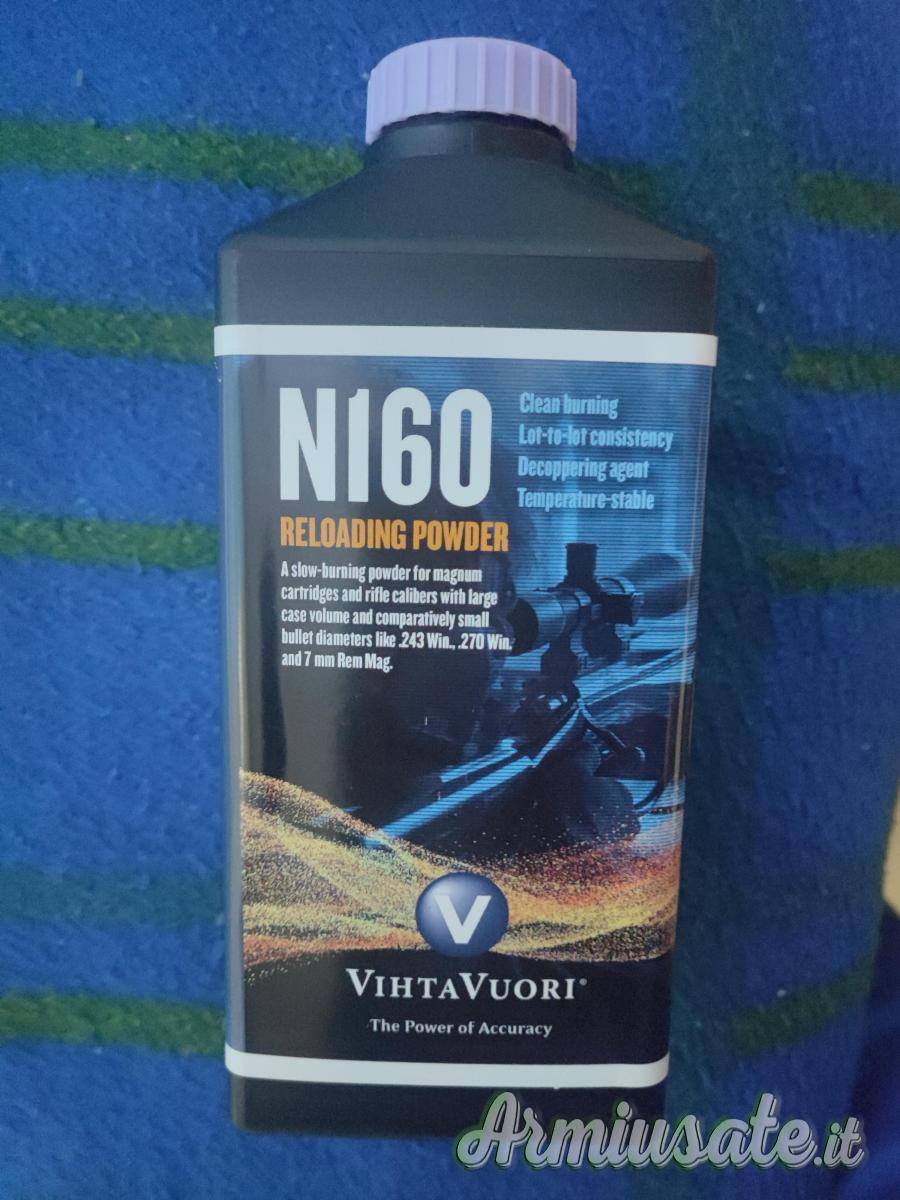 N160
RELOADING POWDER
A slow-burning powder for magnum
cartridges and rifle calibers with large
case volume and comparatively small
bullet diameters like .243 Win., .270 Win.
and 7 mm Rem Mag.
Clean burning
Lot-to-lot consistency
Decoppering agent
Temperature-stable
V
VIHTAVUORI®
The Power of Accuracy
Armiusate.it